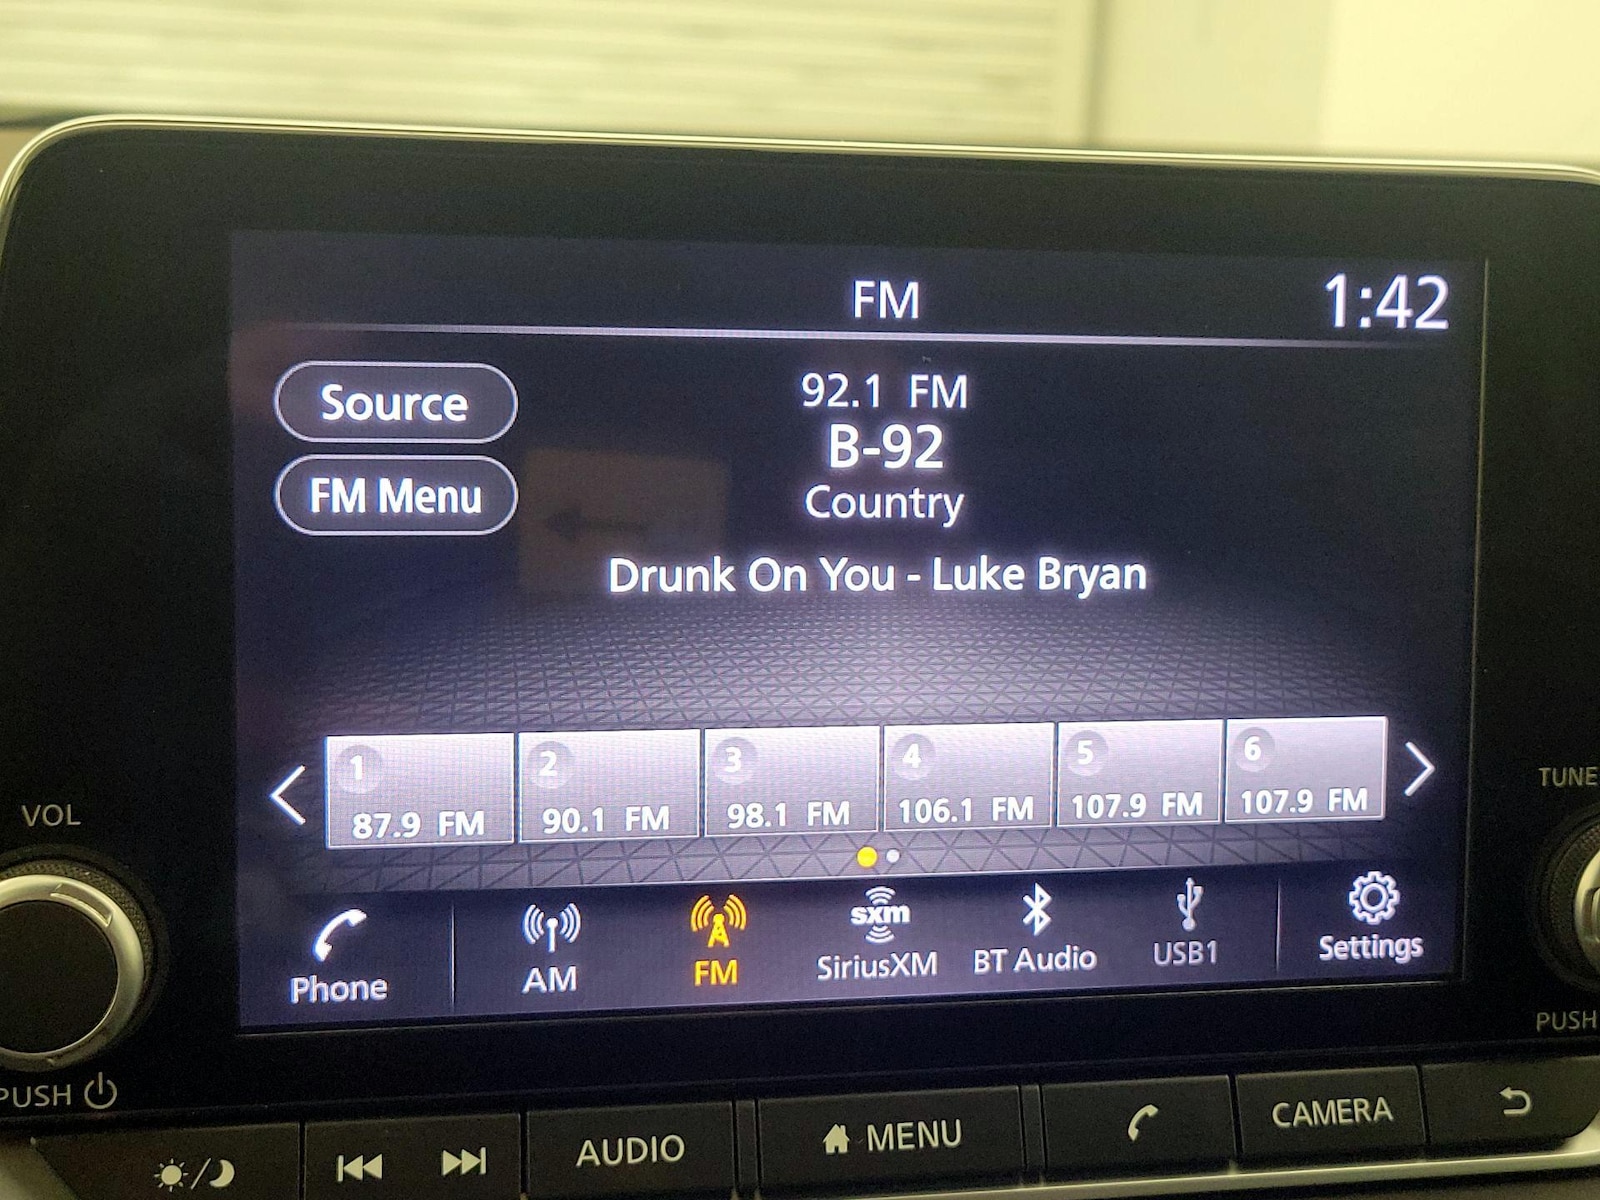 FM
1:42
Source
92.1 FM
B-92
FM Menu
Country
Drunk On You - Luke Bryan
1 2 3 4 5 6
87.9 FM 90.1 FM 98.1 FM 106.1 FM 107.9 FM 107.9 FM
VOL
TUNE
Phone AM FM sxm SiriusXM BT Audio USB1 Settings
PUSH
PUSH
AUDIO MENU CAMERA